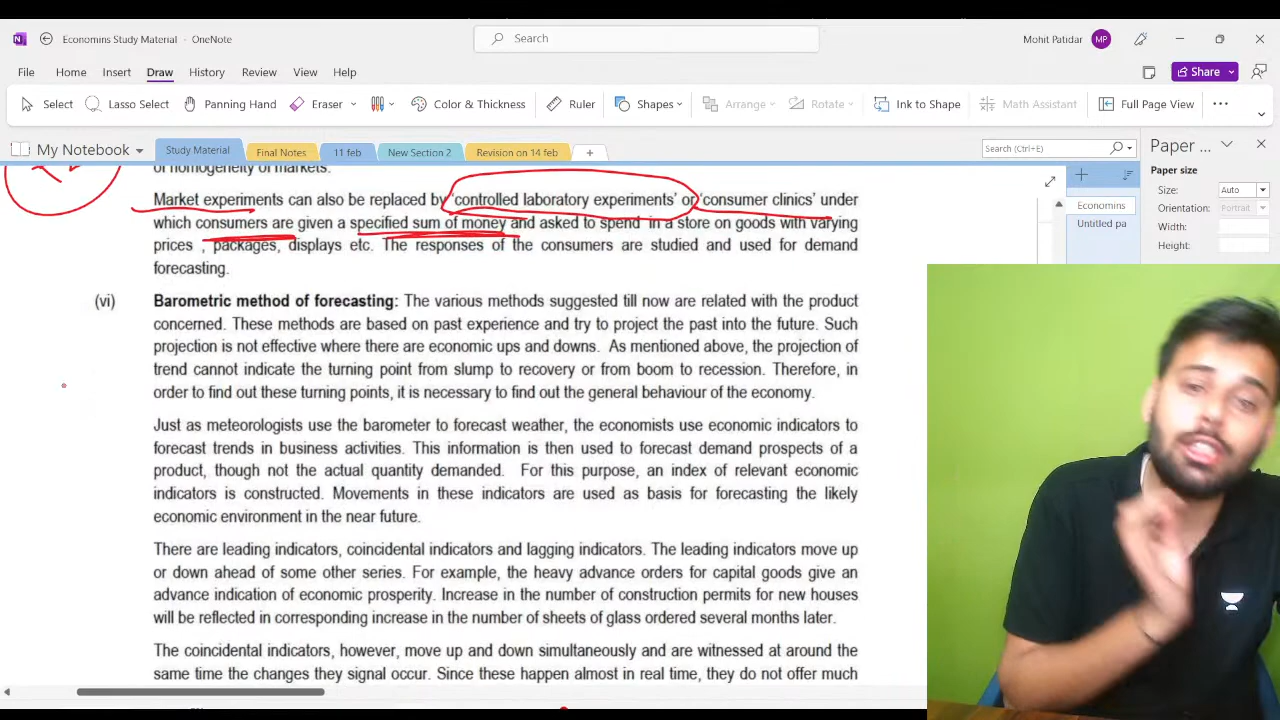 Economins Study Material - OneNote
Search
Mohit Patidar MP
File Home Insert Draw History Review View Help
Share
Select Lasso Select Panning Hand Eraser Color & Thickness Ruler Shapes Arrange Rotate Ink to Shape Math Assistant Full Page View
My Notebook Study Material Final Notes 11 feb New Section 2 Revision on 14 feb + Search (Ctrl+E)
Paper ...
Size: Auto
Orientation: Portrait
Width:
Height:
Economins
Untitled pa
of homogeneity of markets.
Market experiments can also be replaced by 'controlled laboratory experiments' or 'consumer clinics' under
which consumers are given a specified sum of money and asked to spend in a store on goods with varying
prices , packages, displays etc. The responses of the consumers are studied and used for demand
forecasting.
(vi) Barometric method of forecasting: The various methods suggested till now are related with the product
concerned. These methods are based on past experience and try to project the past into the future. Such
projection is not effective where there are economic ups and downs. As mentioned above, the projection of
trend cannot indicate the turning point from slump to recovery or from boom to recession. Therefore, in
order to find out these turning points, it is necessary to find out the general behaviour of the economy.
Just as meteorologists use the barometer to forecast weather, the economists use economic indicators to
forecast trends in business activities. This information is then used to forecast demand prospects of a
product, though not the actual quantity demanded. For this purpose, an index of relevant economic
indicators is constructed. Movements in these indicators are used as basis for forecasting the likely
economic environment in the near future.
There are leading indicators, coincidental indicators and lagging indicators. The leading indicators move up
or down ahead of some other series. For example, the heavy advance orders for capital goods give an
advance indication of economic prosperity. Increase in the number of construction permits for new houses
will be reflected in corresponding increase in the number of sheets of glass ordered several months later.
The coincidental indicators, however, move up and down simultaneously and are witnessed at around the
same time the changes they signal occur. Since these happen almost in real time, they do not offer much